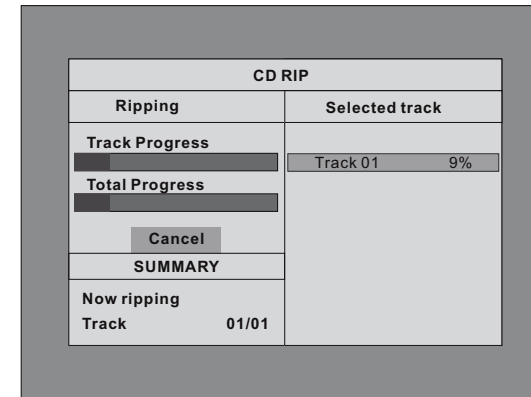 CD RIP
Ripping
Selected track
Track Progress
Track 01 9%
Total Progress
Cancel
SUMMARY
Now ripping
Track 01/01